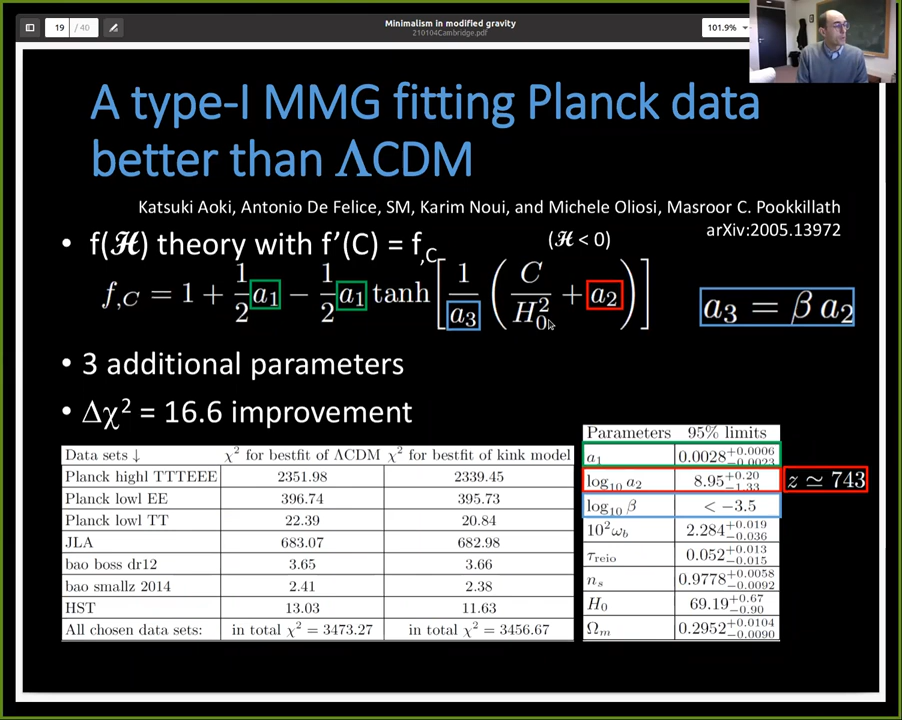 19 / 40
Minimalism in modified gravity
210104Cambridge.pdf
101.9%
A type-I MMG fitting Planck data
better than ΛCDM
Katsuki Aoki, Antonio De Felice, SM, Karim Noui, and Michele Oliosi, Masroor C. Pookkillath
arXiv:2005.13972
• f(ℋ) theory with f'(C) = f,C (ℋ < 0)
f,C = 1 + 1/2 a₁ − 1/2 a₁ tanh [ 1/a₃ ( C/H₀² + a₂ ) ]
a₃ = β a₂
• 3 additional parameters
• Δχ² = 16.6 improvement
Data sets ↓ χ² for bestfit of ΛCDM χ² for bestfit of kink model
Planck highl TTTEEE 2351.98 2339.45
Planck lowl EE 396.74 395.73
Planck lowl TT 22.39 20.84
JLA 683.07 682.98
bao boss dr12 3.65 3.66
bao smallz 2014 2.41 2.38
HST 13.03 11.63
All chosen data sets: in total χ² = 3473.27 in total χ² = 3456.67
Parameters 95% limits
a₁ 0.0028 +0.0006 −0.0023
log₁₀ a₂ 8.95 +0.20 −1.33
z ≃ 743
log₁₀ β < −3.5
10²ω_b 2.284 +0.019 −0.036
τ_reio 0.052 +0.013 −0.015
n_s 0.9778 +0.0058 −0.0092
H₀ 69.19 +0.67 −0.90
Ω_m 0.2952 +0.0104 −0.0090